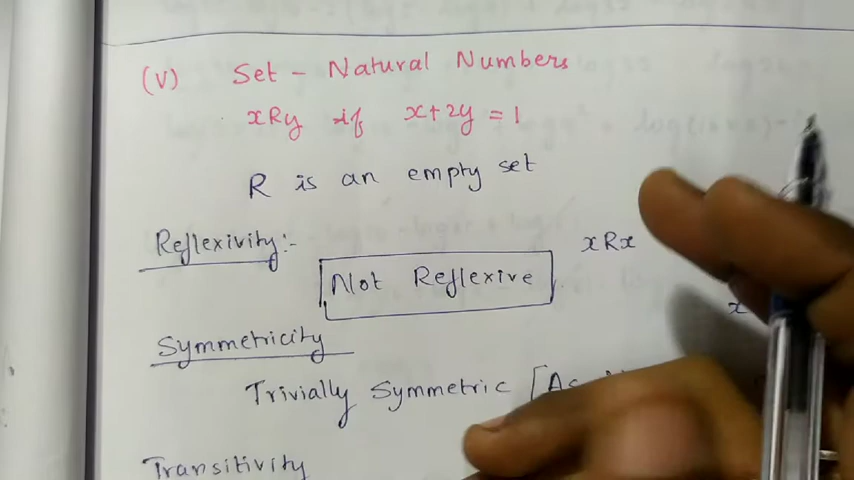 (V) Set - Natural Numbers
xRy if x+2y = 1
R is an empty set
Reflexivity:-
Not Reflexive xRx
x
Symmetricity
Trivially Symmetric [As
Transitivity